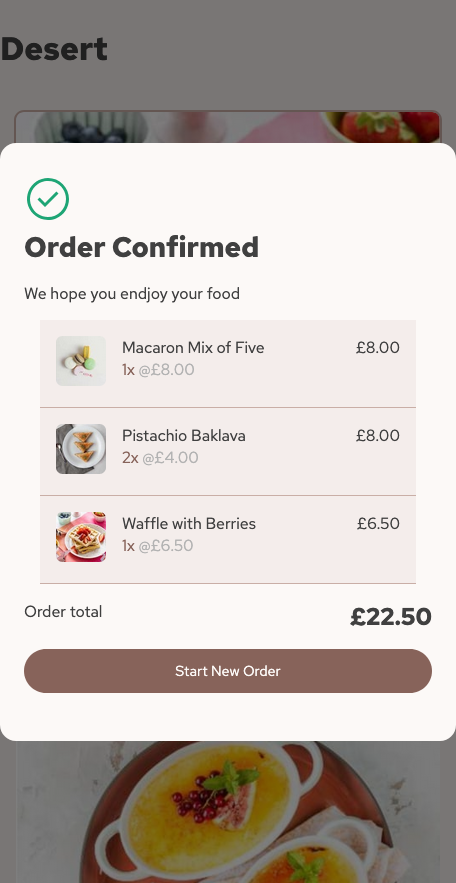 Desert
Order Confirmed
We hope you endjoy your food
Macaron Mix of Five £8.00
1x @£8.00
Pistachio Baklava £8.00
2x @£4.00
Waffle with Berries £6.50
1x @£6.50
Order total £22.50
Start New Order